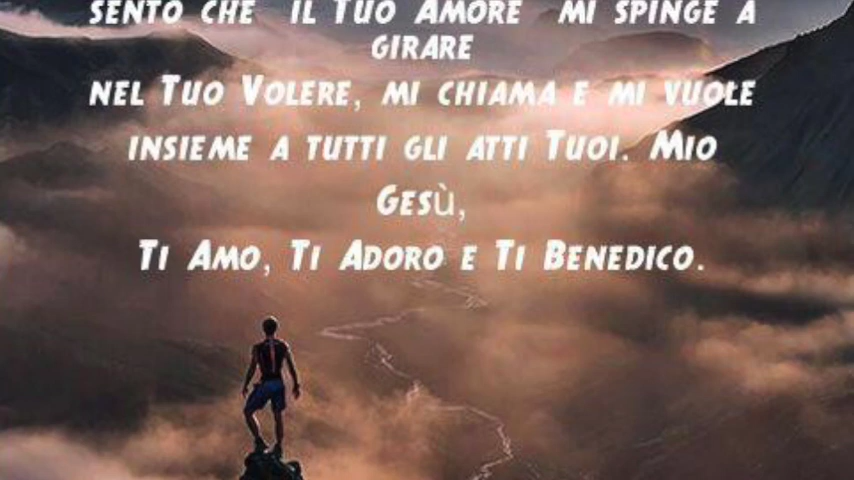 SENTO CHE IL TUO AMORE MI SPINGE A
GIRARE
NEL TUO VOLERE, MI CHIAMA E MI VUOLE
INSIEME A TUTTI GLI ATTI TUOI. MIO
GESÙ,
TI AMO, TI ADORO E TI BENEDICO.